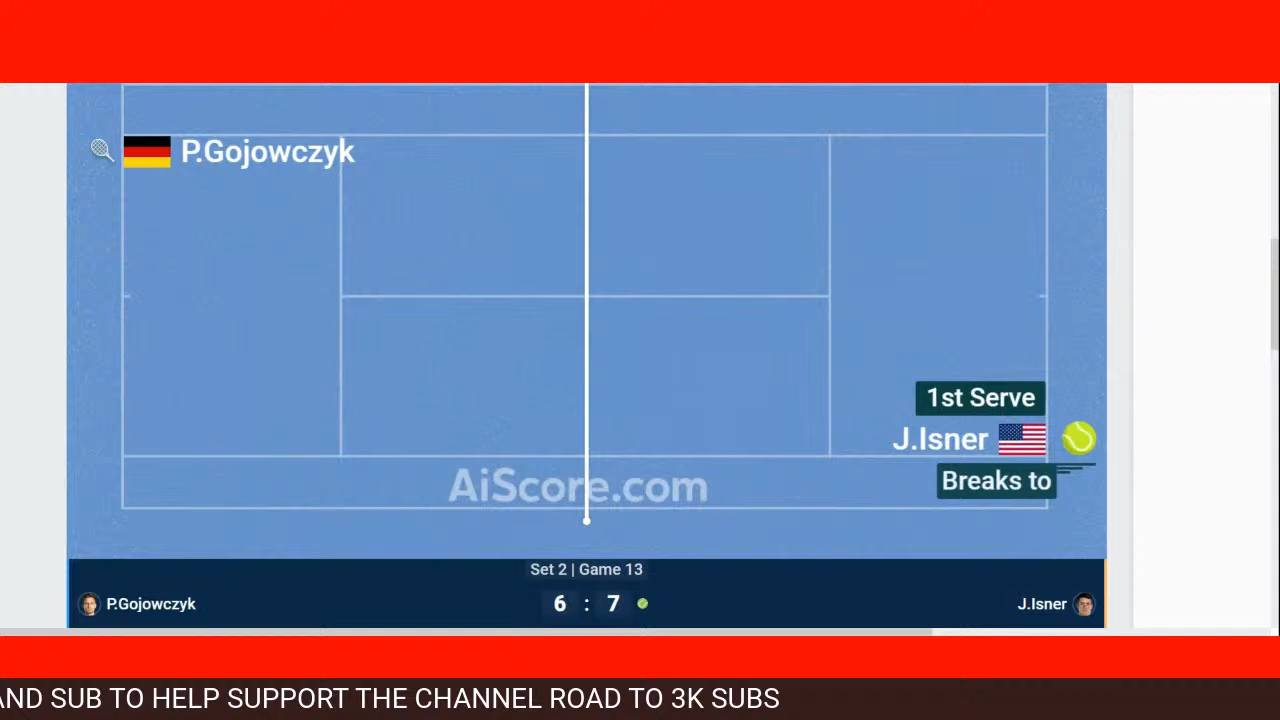 P.Gojowczyk
1st Serve
J.Isner
Breaks to
AiScore.com
Set 2 | Game 13
P.Gojowczyk 6 : 7 J.Isner
AND SUB TO HELP SUPPORT THE CHANNEL ROAD TO 3K SUBS